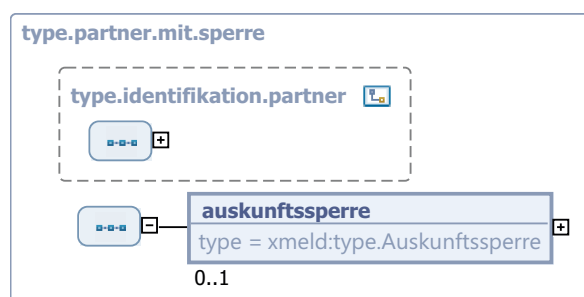 type.partner.mit.sperre
type.identifikation.partner
auskunftssperre
type = xmeld:type.Auskunftssperre
0..1